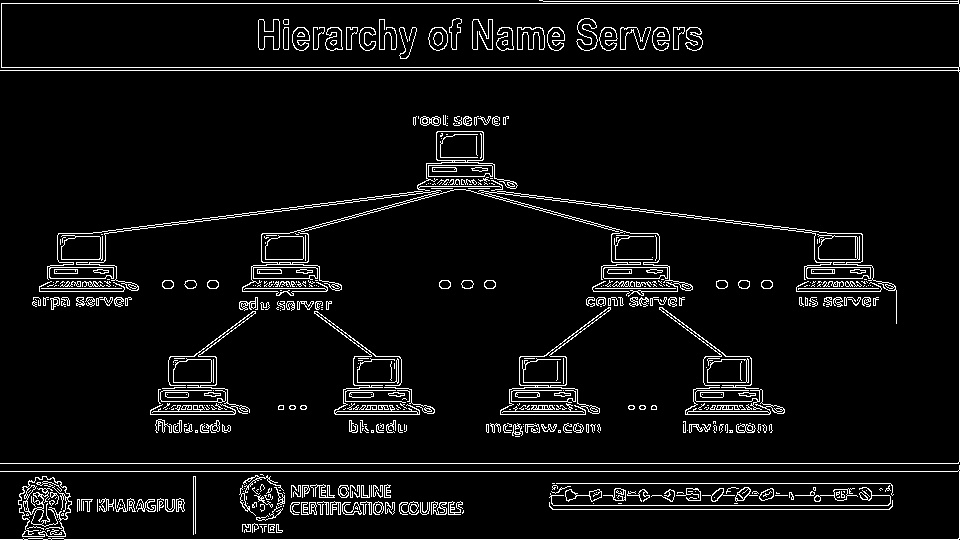 Hierarchy of Name Servers
root server
arpa server
edu server
com server
us server
fhda.edu
bk.edu
mcgraw.com
irwin.com
IIT KHARAGPUR
NPTEL
NPTEL ONLINE
CERTIFICATION COURSES